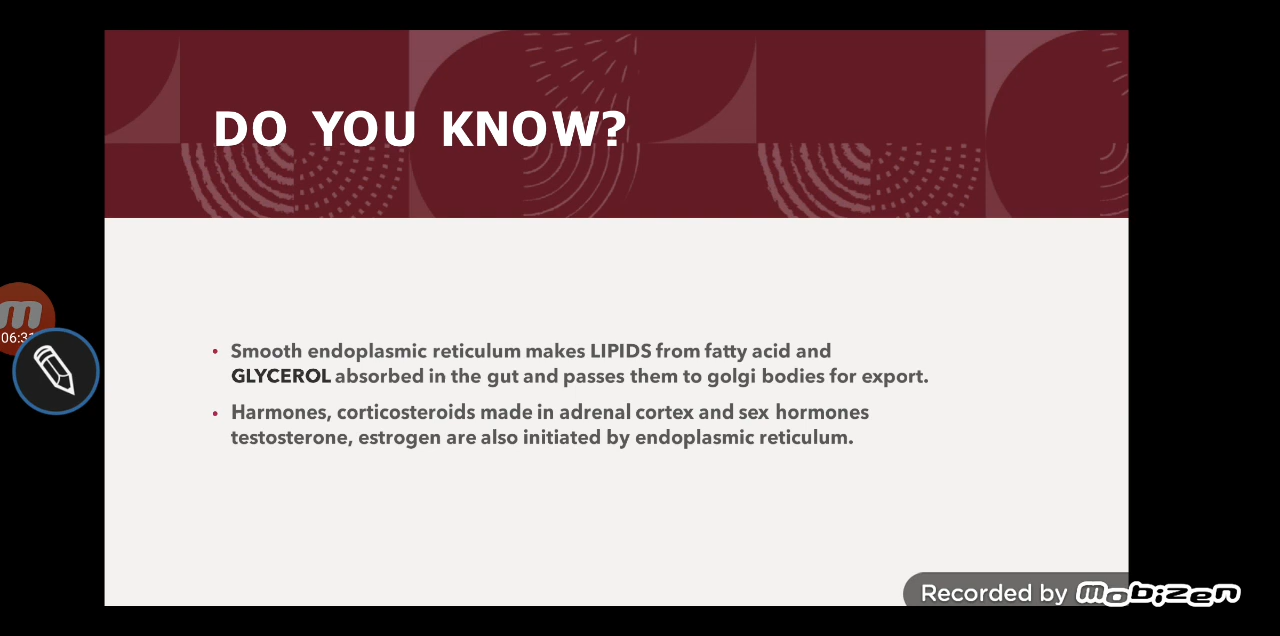 DO YOU KNOW?
• Smooth endoplasmic reticulum makes LIPIDS from fatty acid and
GLYCEROL absorbed in the gut and passes them to golgi bodies for export.
• Harmones, corticosteroids made in adrenal cortex and sex hormones
testosterone, estrogen are also initiated by endoplasmic reticulum.
m
06:31
Recorded by mobizen